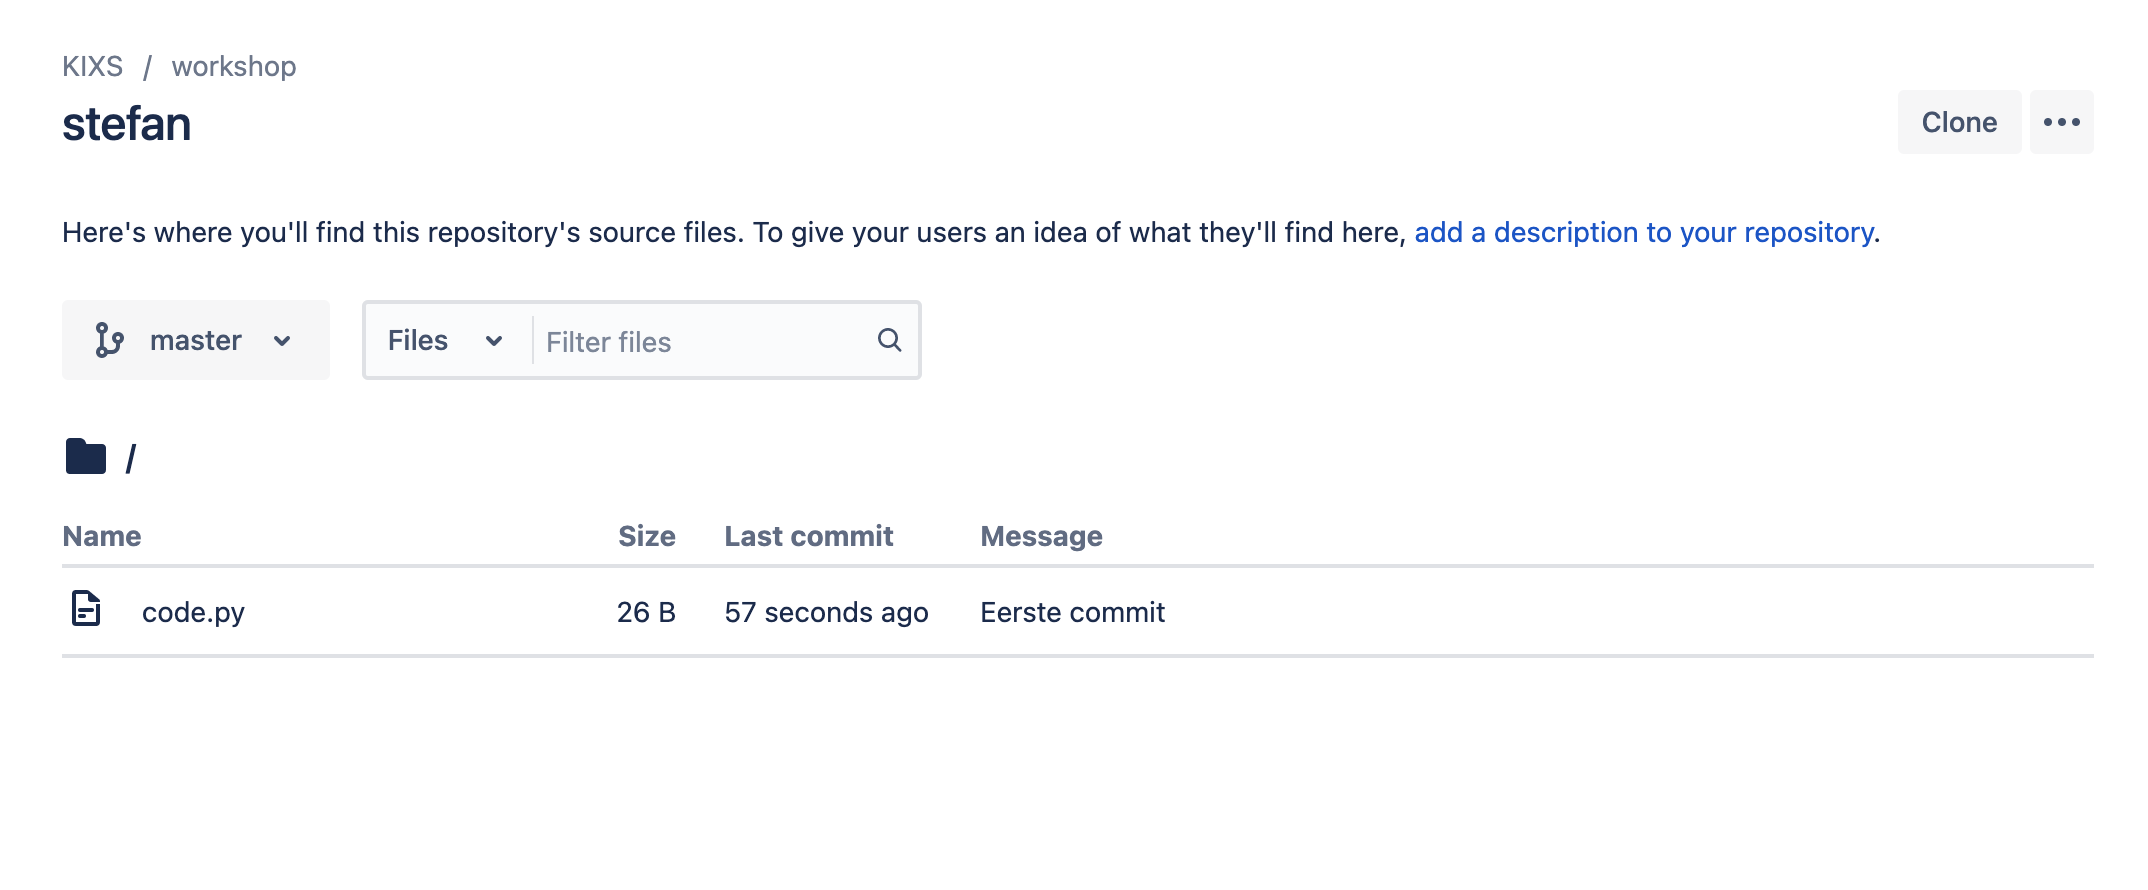 KIXS / workshop
stefan
Clone
Here's where you'll find this repository's source files. To give your users an idea of what they'll find here, add a description to your repository.
master
Files Filter files
/
Name Size Last commit Message
code.py 26 B 57 seconds ago Eerste commit